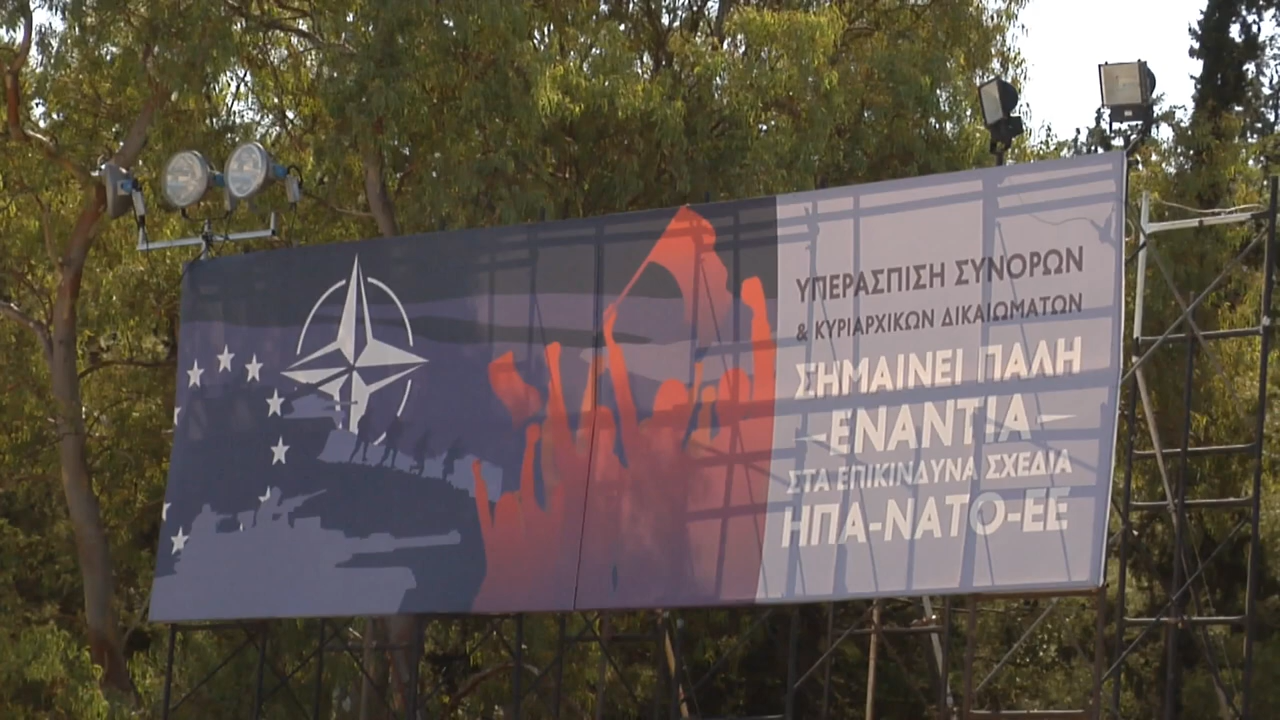 ΥΠΕΡΑΣΠΙΣΗ ΣΥΝΟΡΩΝ
& ΚΥΡΙΑΡΧΙΚΩΝ ΔΙΚΑΙΩΜΑΤΩΝ
ΣΗΜΑΙΝΕΙ ΠΑΛΗ
ΕΝΑΝΤΙΑ
ΣΤΑ ΕΠΙΚΙΝΔΥΝΑ ΣΧΕΔΙΑ
ΗΠΑ-ΝΑΤΟ-ΕΕ